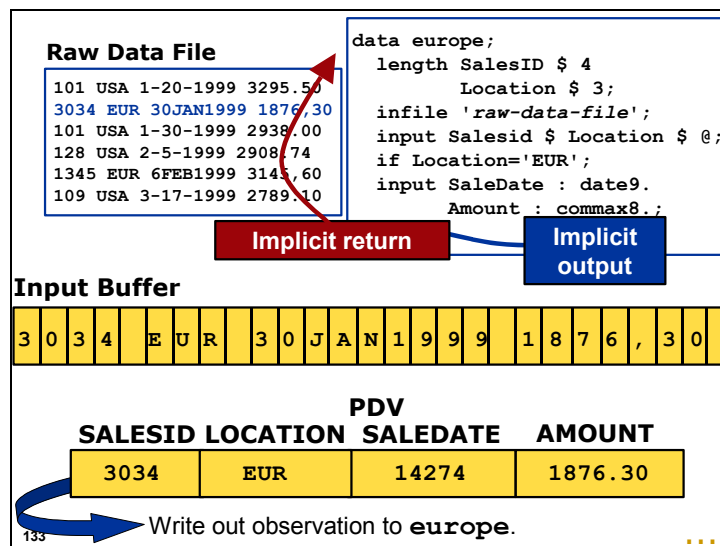 Raw Data File
101 USA 1-20-1999 3295.50
3034 EUR 30JAN1999 1876,30
101 USA 1-30-1999 2938.00
128 USA 2-5-1999 2908.74
1345 EUR 6FEB1999 3145,60
109 USA 3-17-1999 2789.10
data europe;
length SalesID $ 4
Location $ 3;
infile 'raw-data-file';
input Salesid $ Location $ @;
if Location='EUR';
input SaleDate : date9.
Amount : commax8.;
Implicit return
Implicit
output
Input Buffer
3 0 3 4 E U R 3 0 J A N 1 9 9 9 1 8 7 6 , 3 0
PDV
SALESID LOCATION SALEDATE AMOUNT
3034 EUR 14274 1876.30
Write out observation to europe.
133
...